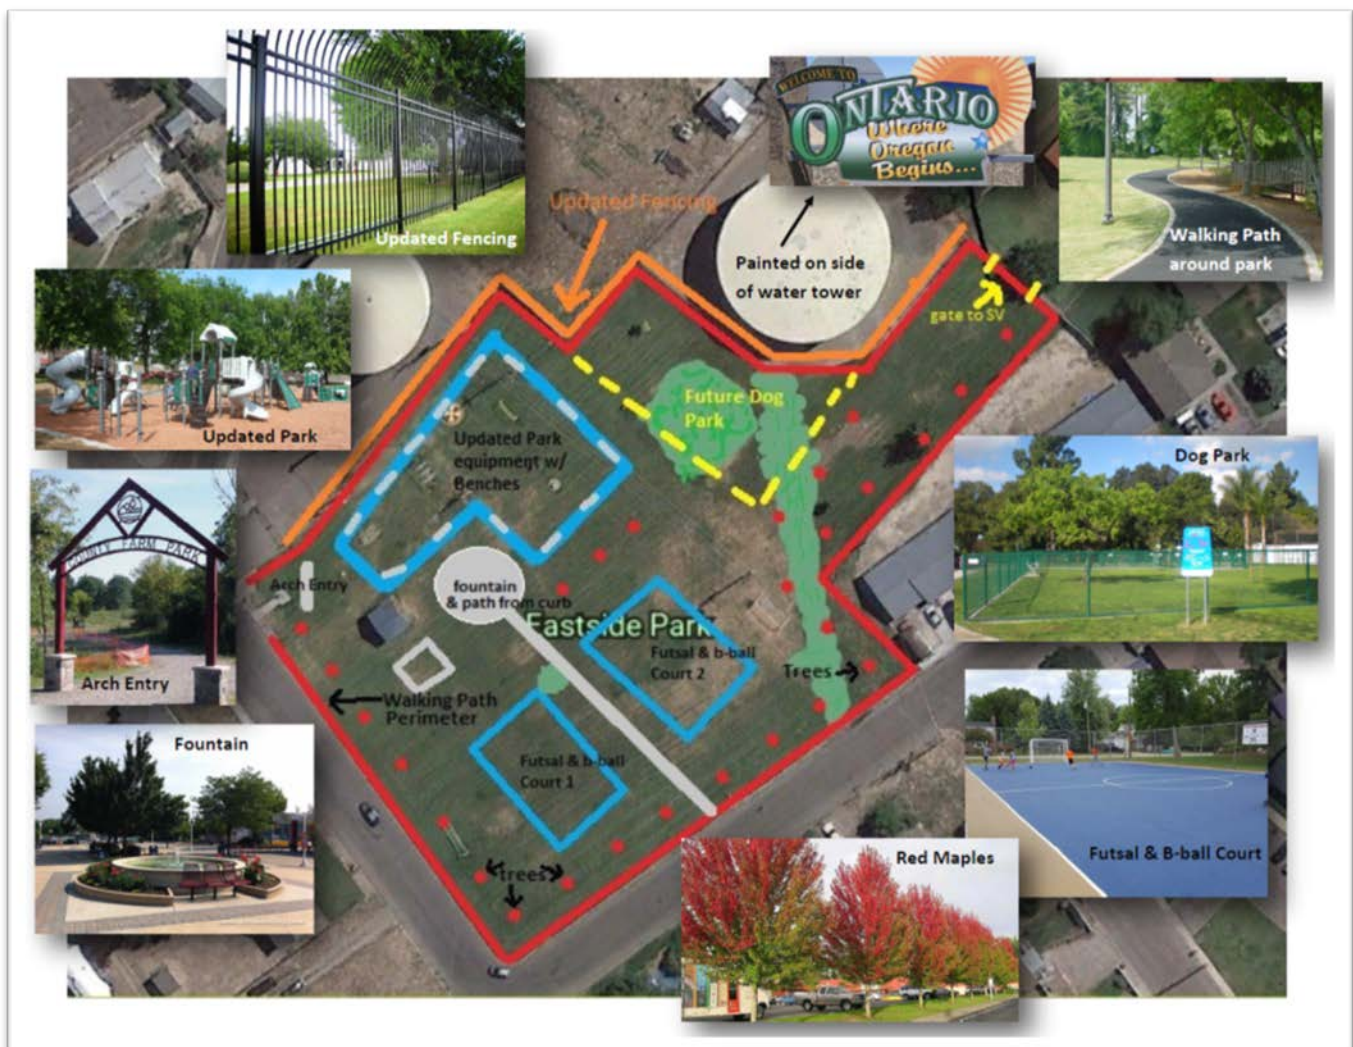 Updated Fencing
WELCOME TO
ONTARIO
Where
Oregon
Begins...
Walking Path
around park
Updated Fencing
Painted on side
of water tower
gate to SV
Updated Park
Future Dog
Park
Updated Park
equipment w/
Benches
Dog Park
COUNTY FARM PARK
Arch Entry
Arch Entry
fountain
& path from curb
Eastside Park
Futsal & b-ball
Court 2
Trees
Walking Path
Perimeter
Fountain
Futsal & b-ball
Court 1
trees
Red Maples
Futsal & B-ball Court